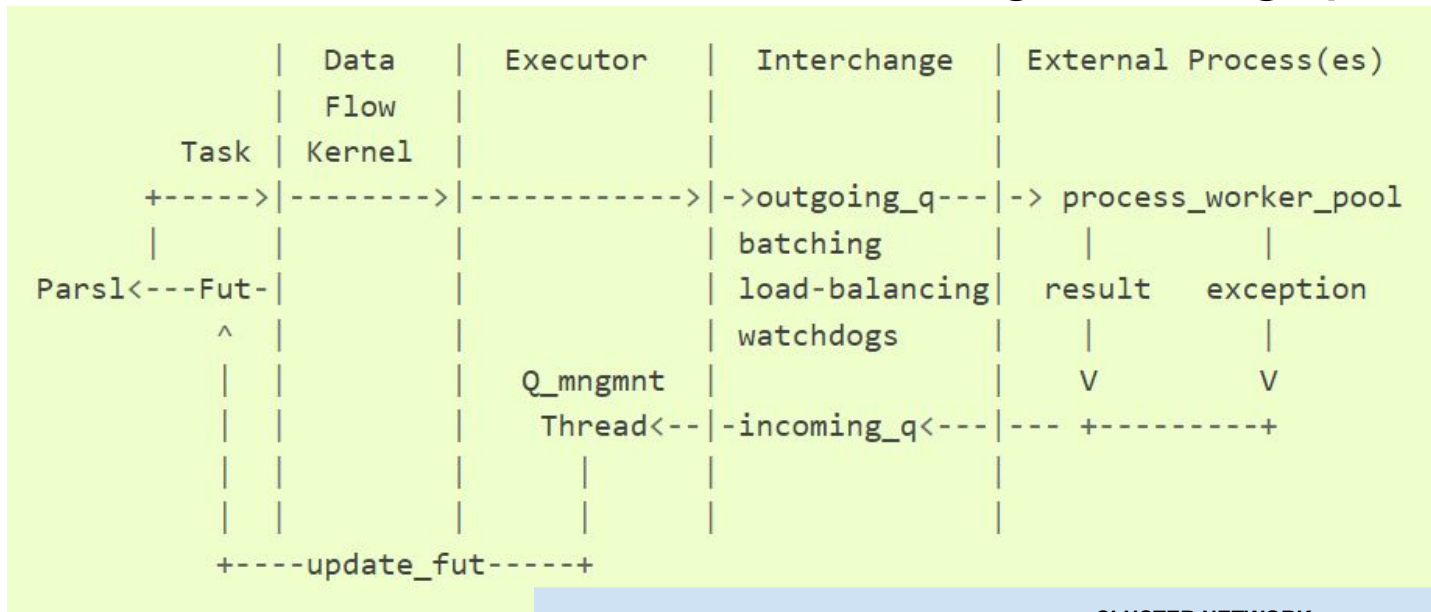 | Data | Executor | Interchange | External Process(es)
| Flow | | |
Task | Kernel | | |
+----->|-------->|------------>|->outgoing_q---|-> process_worker_pool
| | | | batching | | |
Parsl<---Fut-| | | load-balancing| result exception
^ | | | watchdogs | | |
| | | Q_mngmnt | | V V
| | | Thread<--|-incoming_q<---|--- +---------+
| | | | | |
| | | | | |
+----update_fut-----+